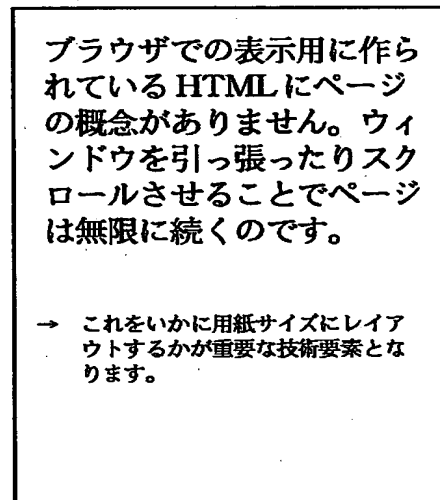 ブラウザでの表示用に作ら
れているHTMLにページ
の概念がありません。ウィ
ンドウを引っ張ったりスク
ロールさせることでページ
は無限に続くのです。
→ これをいかに用紙サイズにレイア
ウトするかが重要な技術要素とな
ります。